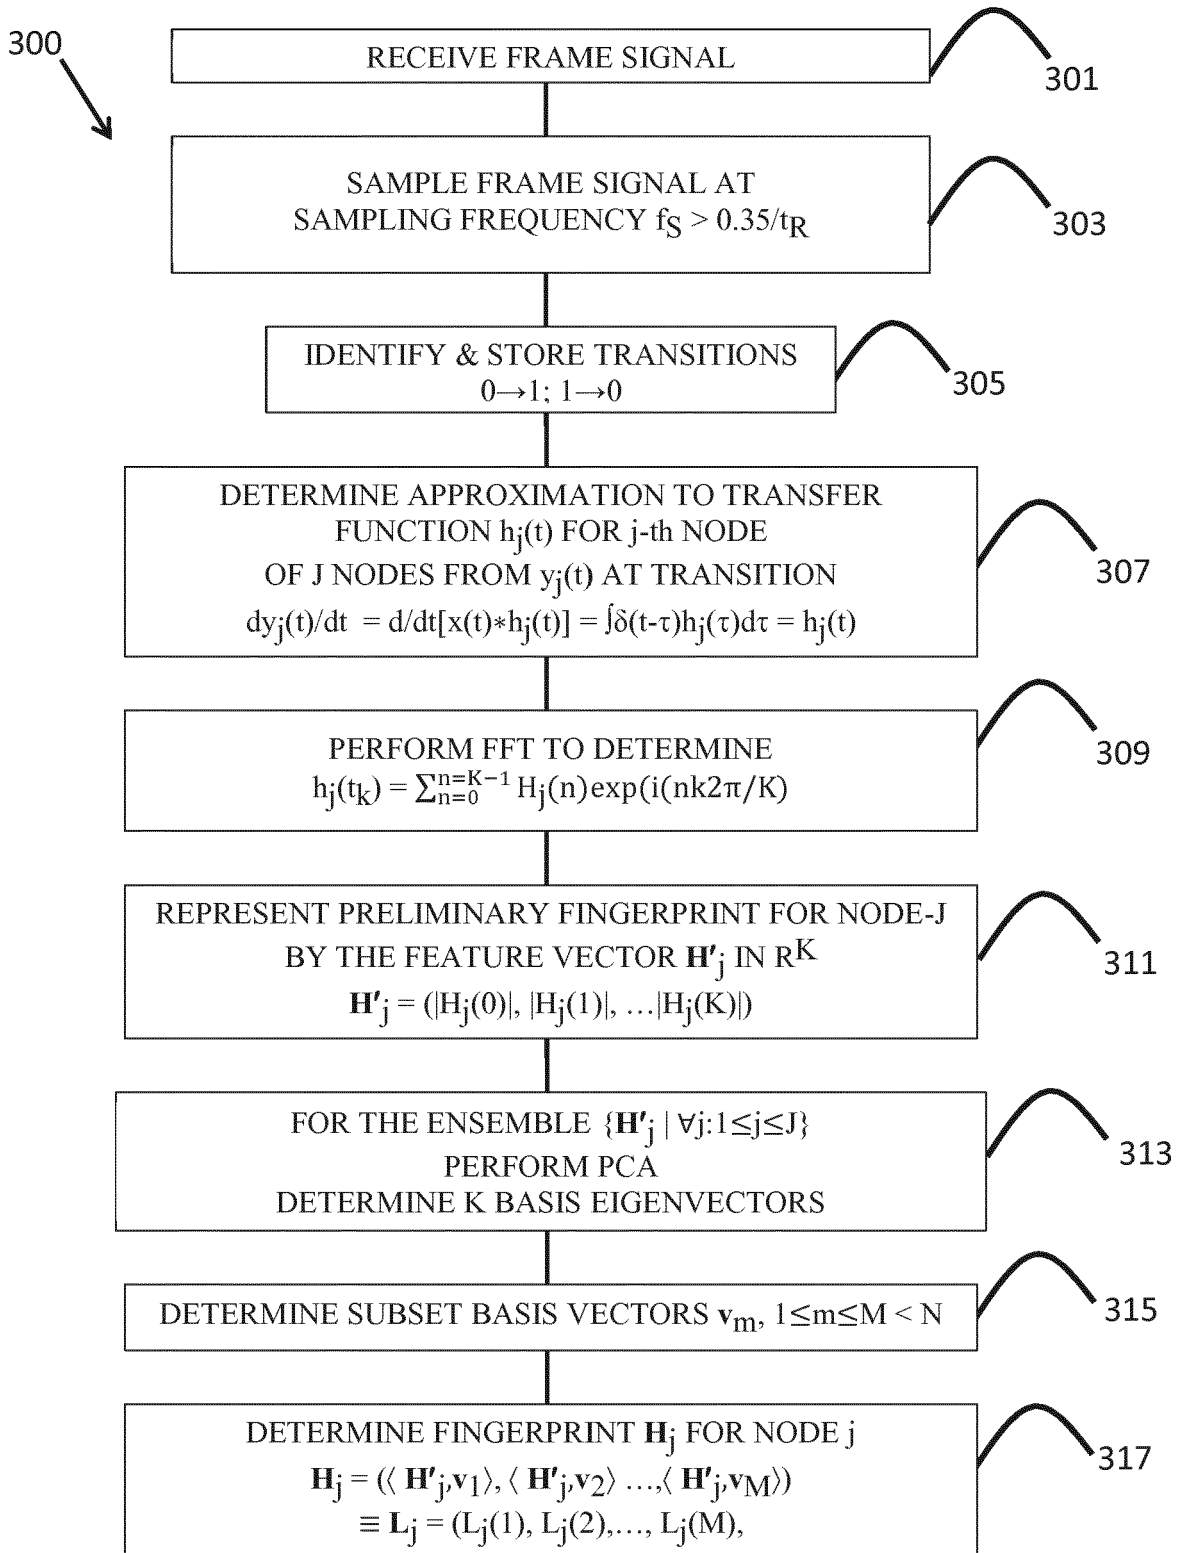 300
RECEIVE FRAME SIGNAL
301
SAMPLE FRAME SIGNAL AT
SAMPLING FREQUENCY fS > 0.35/tR
303
IDENTIFY & STORE TRANSITIONS
0→1; 1→0
305
DETERMINE APPROXIMATION TO TRANSFER
FUNCTION hj(t) FOR j-th NODE
OF J NODES FROM yj(t) AT TRANSITION
dyj(t)/dt = d/dt[x(t)*hj(t)] = ∫δ(t-τ)hj(τ)dτ = hj(t)
307
PERFORM FFT TO DETERMINE
hj(tk) = ∑n=0n=K−1 Hj(n)exp(i(nk2π/K)
309
REPRESENT PRELIMINARY FINGERPRINT FOR NODE-J
BY THE FEATURE VECTOR H'j IN RK
H'j = (|Hj(0)|, |Hj(1)|, …|Hj(K)|)
311
FOR THE ENSEMBLE {H'j | ∀j:1≤j≤J}
PERFORM PCA
DETERMINE K BASIS EIGENVECTORS
313
DETERMINE SUBSET BASIS VECTORS vm, 1≤m≤M < N
315
DETERMINE FINGERPRINT Hj FOR NODE j
Hj = (⟨ H'j,v1⟩, ⟨ H'j,v2⟩ …,⟨ H'j,vM⟩)
≡ Lj = (Lj(1), Lj(2),…, Lj(M),
317